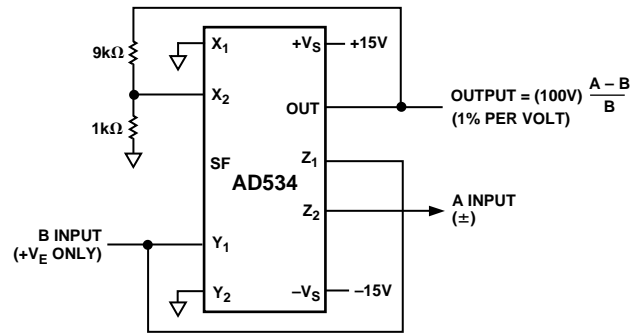 9kΩ
1kΩ
X1
X2
SF
AD534
Y1
Y2
+VS
+15V
OUT
Z1
Z2
–VS
–15V
OUTPUT = (100V) A – B
B
(1% PER VOLT)
A INPUT
(±)
B INPUT
(+VE ONLY)